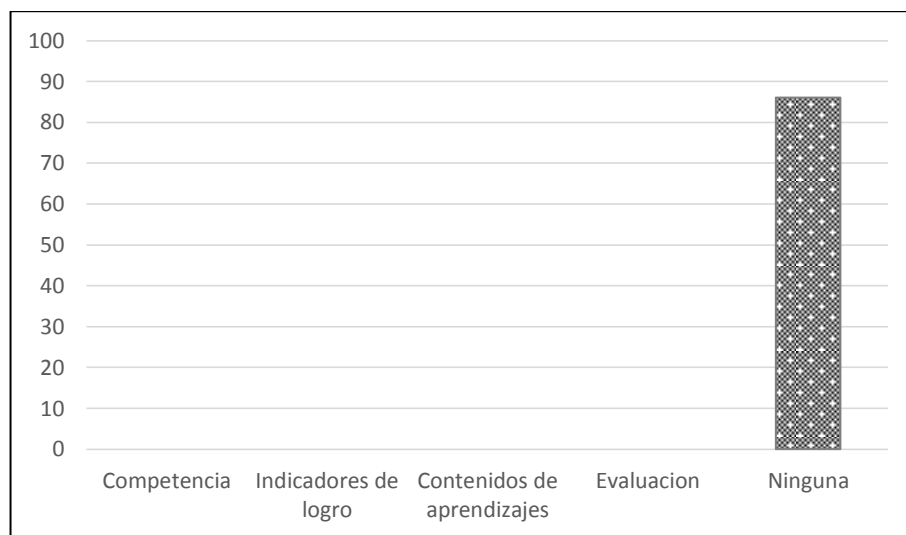 100
90
80
70
60
50
40
30
20
10
0
Competencia
Indicadores de
logro
Contenidos de
aprendizajes
Evaluacion
Ninguna